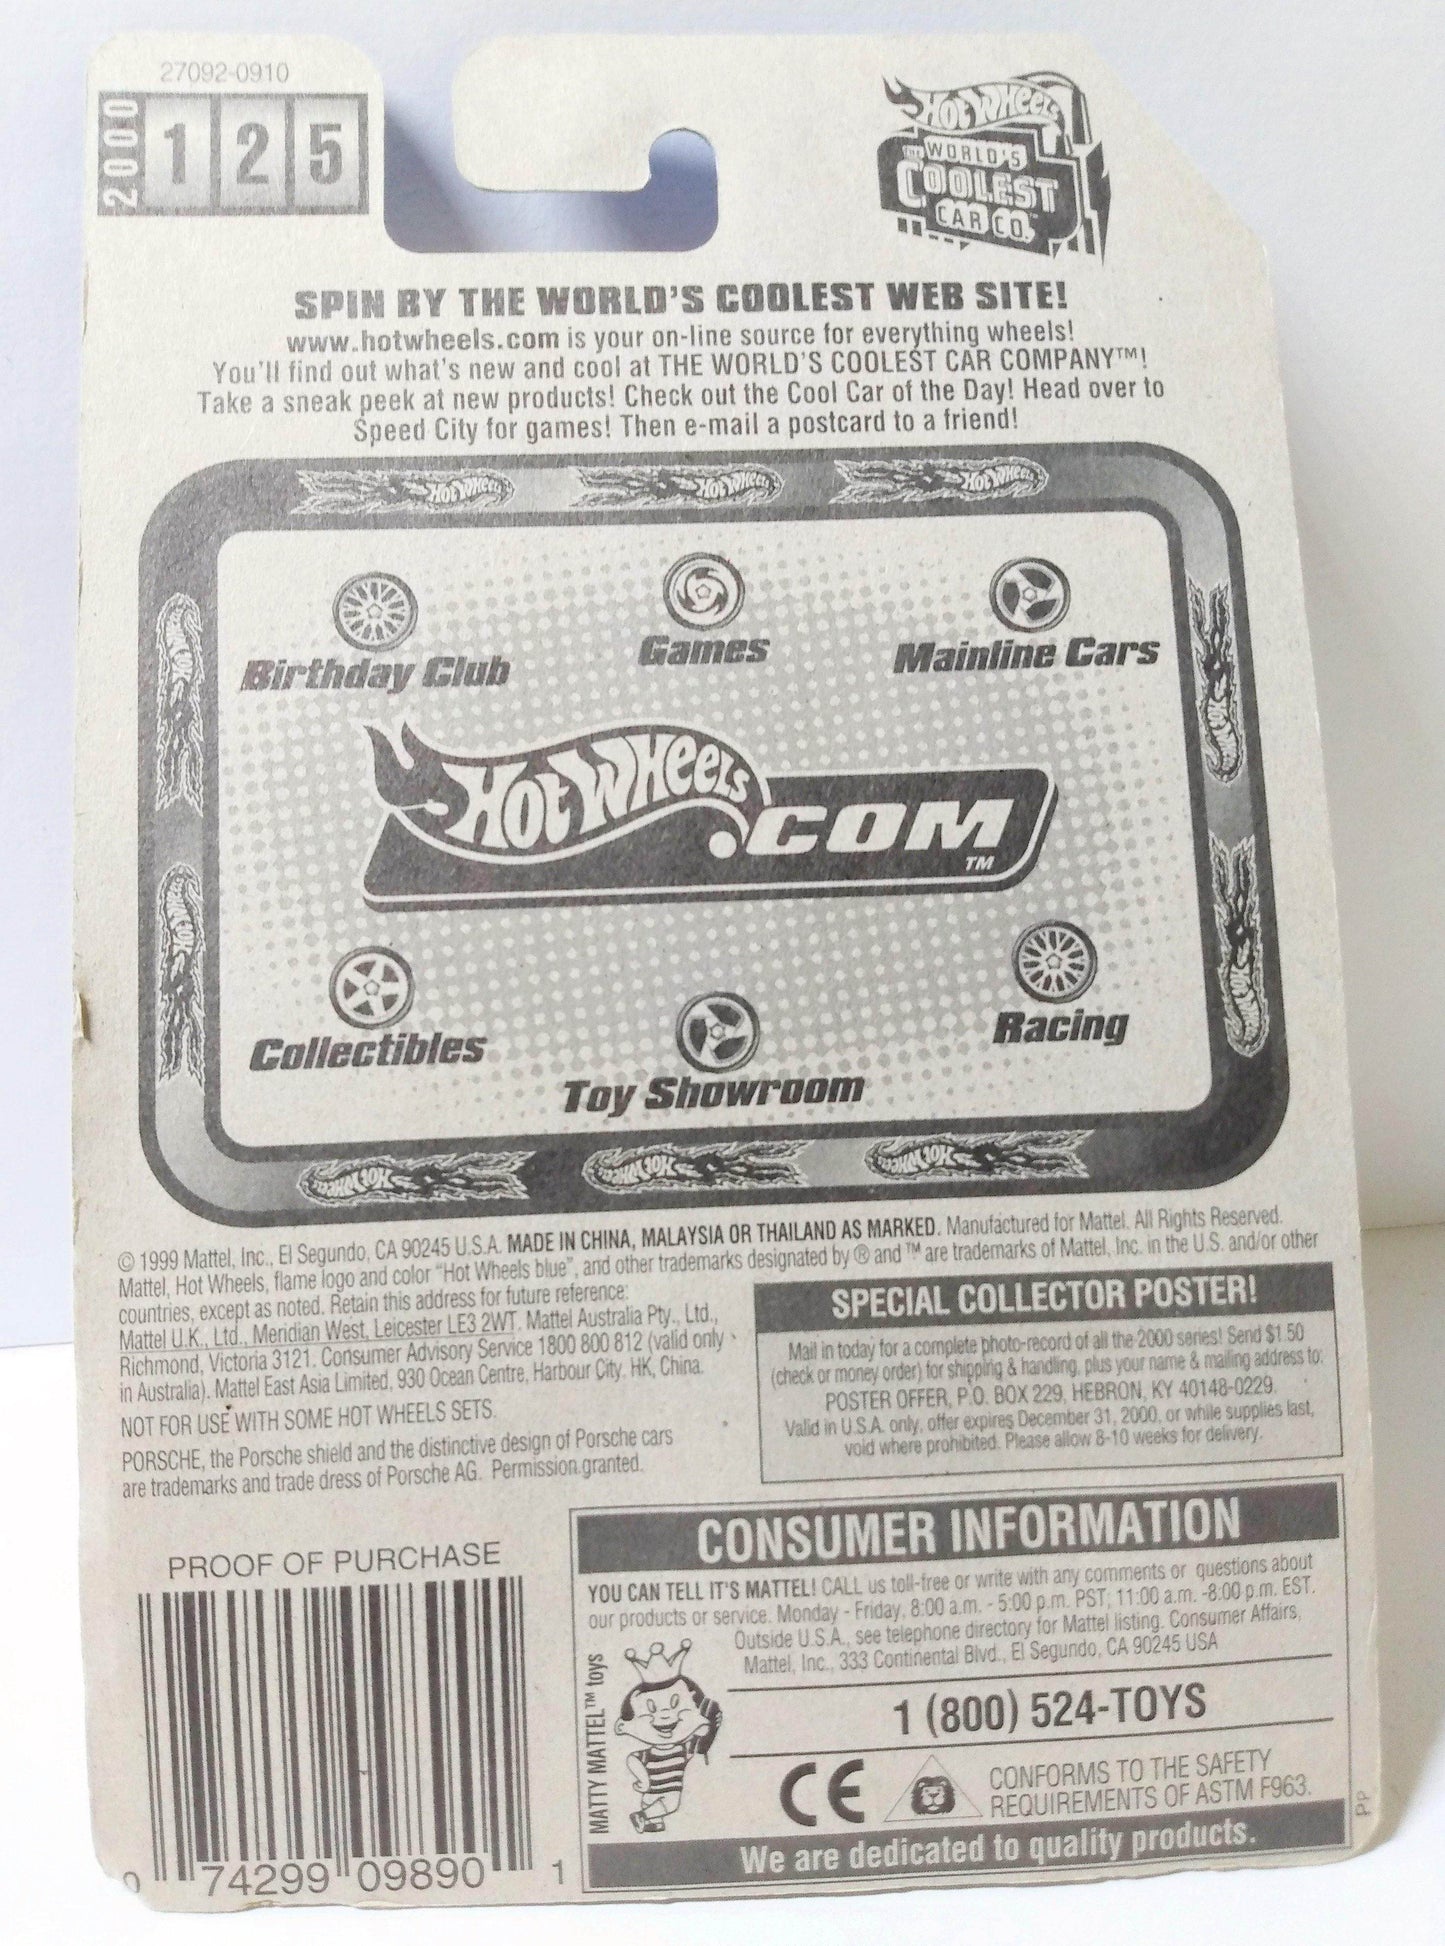 27092-0910
2000 125
HOT WHEELS
THE WORLD'S
COOLEST
CAR CO.
SPIN BY THE WORLD'S COOLEST WEB SITE!
www.hotwheels.com is your on-line source for everything wheels!
You'll find out what's new and cool at THE WORLD'S COOLEST CAR COMPANY™!
Take a sneak peek at new products! Check out the Cool Car of the Day! Head over to
Speed City for games! Then e-mail a postcard to a friend!
HOT WHEELS HOT WHEELS HOT WHEELS
Birthday Club Games Mainline Cars
HOT WHEELS .COM™
Collectibles Toy Showroom Racing
HOT WHEELS HOT WHEELS HOT WHEELS
© 1999 Mattel, Inc., El Segundo, CA 90245 U.S.A. MADE IN CHINA, MALAYSIA OR THAILAND AS MARKED. Manufactured for Mattel. All Rights Reserved.
Mattel, Hot Wheels, flame logo and color "Hot Wheels blue", and other trademarks designated by ® and ™ are trademarks of Mattel, Inc. in the U.S. and/or other
countries, except as noted. Retain this address for future reference:
Mattel U.K., Ltd., Meridian West, Leicester LE3 2WT. Mattel Australia Pty., Ltd.,
Richmond, Victoria 3121. Consumer Advisory Service 1800 800 812 (valid only
in Australia). Mattel East Asia Limited, 930 Ocean Centre, Harbour City, HK, China.
NOT FOR USE WITH SOME HOT WHEELS SETS.
PORSCHE, the Porsche shield and the distinctive design of Porsche cars
are trademarks and trade dress of Porsche AG. Permission granted.
SPECIAL COLLECTOR POSTER!
Mail in today for a complete photo-record of all the 2000 series! Send $1.50
(check or money order) for shipping & handling, plus your name & mailing address to:
POSTER OFFER, P.O. BOX 229, HEBRON, KY 40148-0229.
Valid in U.S.A. only, offer expires December 31, 2000, or while supplies last,
void where prohibited. Please allow 8-10 weeks for delivery.
PROOF OF PURCHASE
0 74299 09890 1
CONSUMER INFORMATION
YOU CAN TELL IT'S MATTEL! CALL us toll-free or write with any comments or questions about
our products or service. Monday - Friday, 8:00 a.m. - 5:00 p.m. PST; 11:00 a.m. -8:00 p.m. EST.
Outside U.S.A., see telephone directory for Mattel listing. Consumer Affairs,
Mattel, Inc., 333 Continental Blvd., El Segundo, CA 90245 USA
MATTY MATTEL™ toys
1 (800) 524-TOYS
CE
CONFORMS TO THE SAFETY
REQUIREMENTS OF ASTM F963.
We are dedicated to quality products.
PP